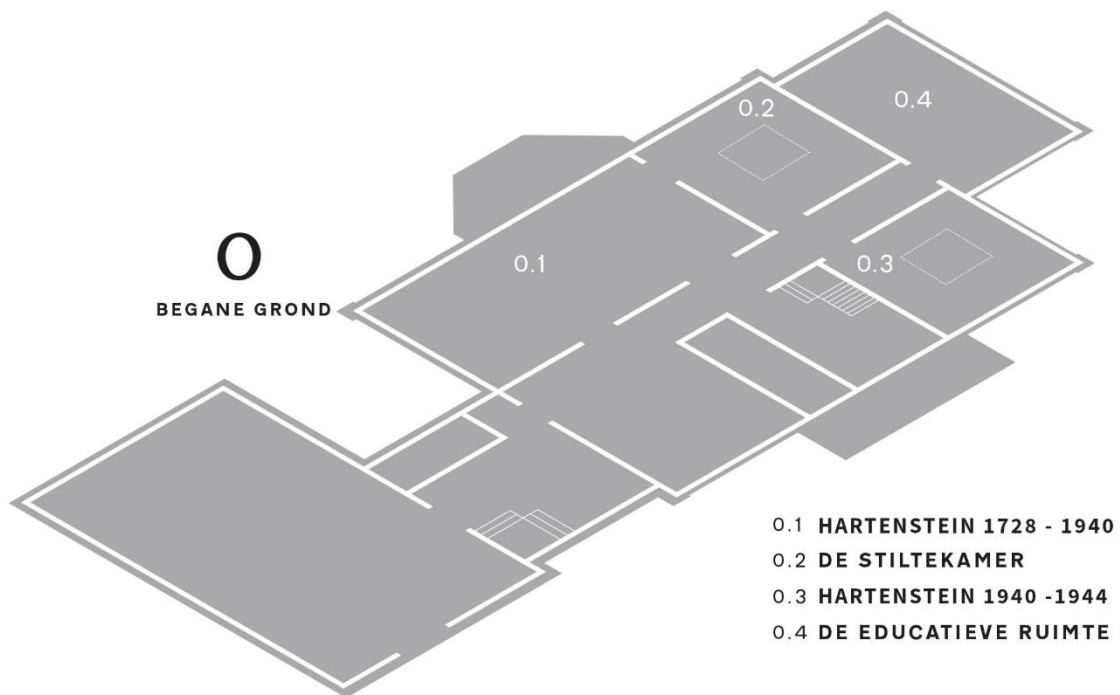 0.2
0.4
0.1
0.3
0
BEGANE GROND
0.1 HARTENSTEIN 1728 - 1940
0.2 DE STILTEKAMER
0.3 HARTENSTEIN 1940 -1944
0.4 DE EDUCATIEVE RUIMTE